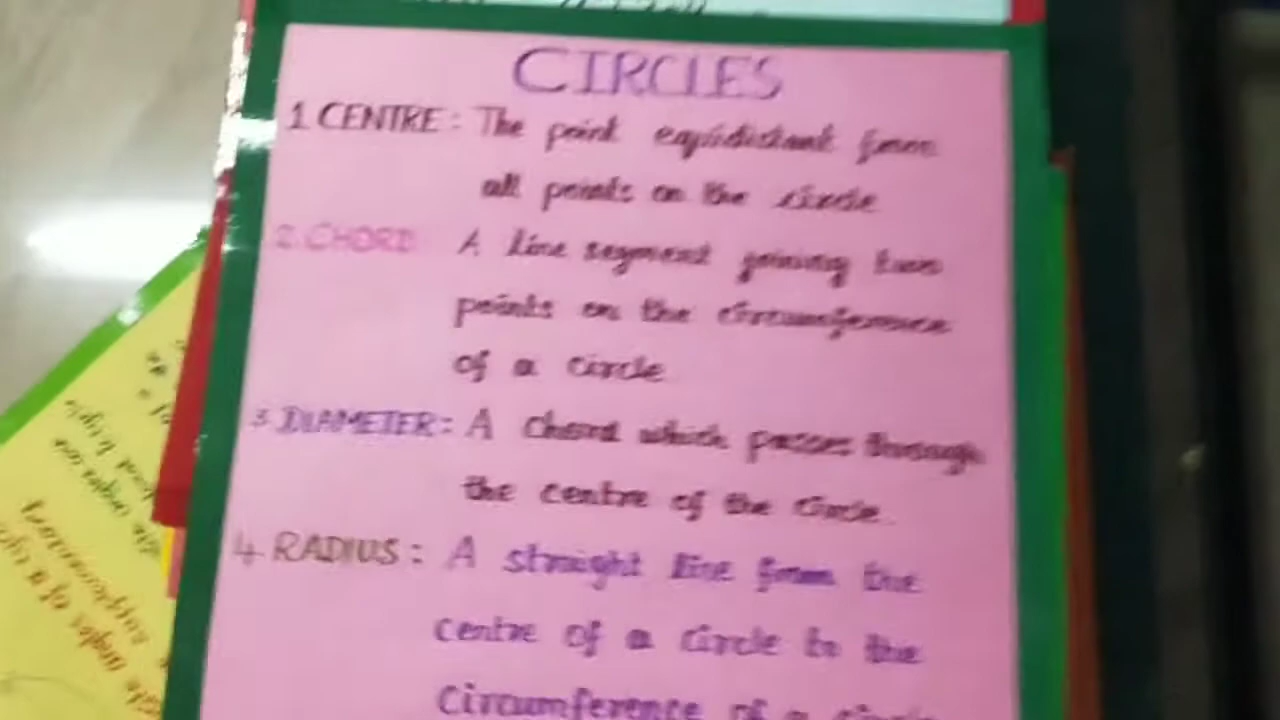 CIRCLES
1 CENTRE: The point equidistant from
all points on the circle
2. CHORD A line segment joining two
points on the circumference
of a circle
3. DIAMETER: A chord which passes through
the centre of the circle.
4. RADIUS: A straight line from the
centre of a circle to the
circumference of a circle